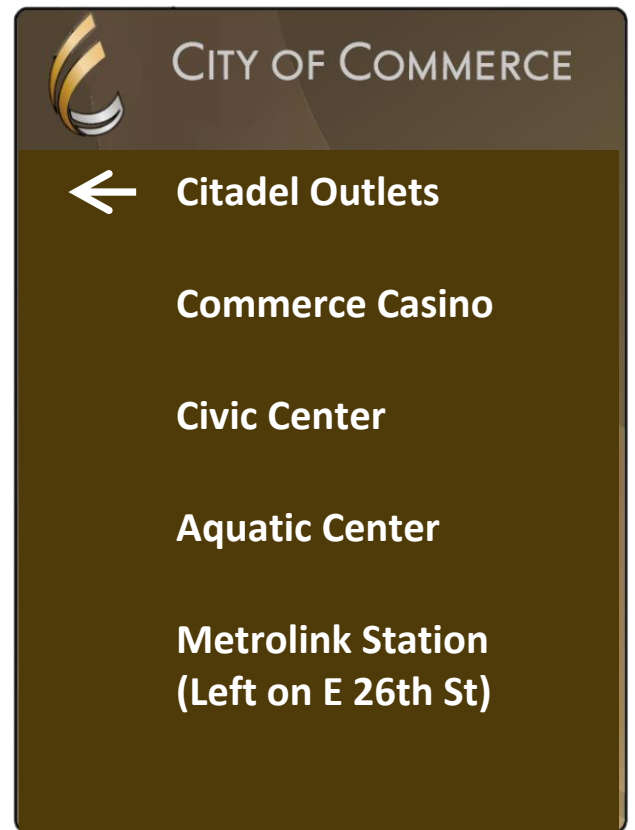 CITY OF COMMERCE
← Citadel Outlets
Commerce Casino
Civic Center
Aquatic Center
Metrolink Station
(Left on E 26th St)